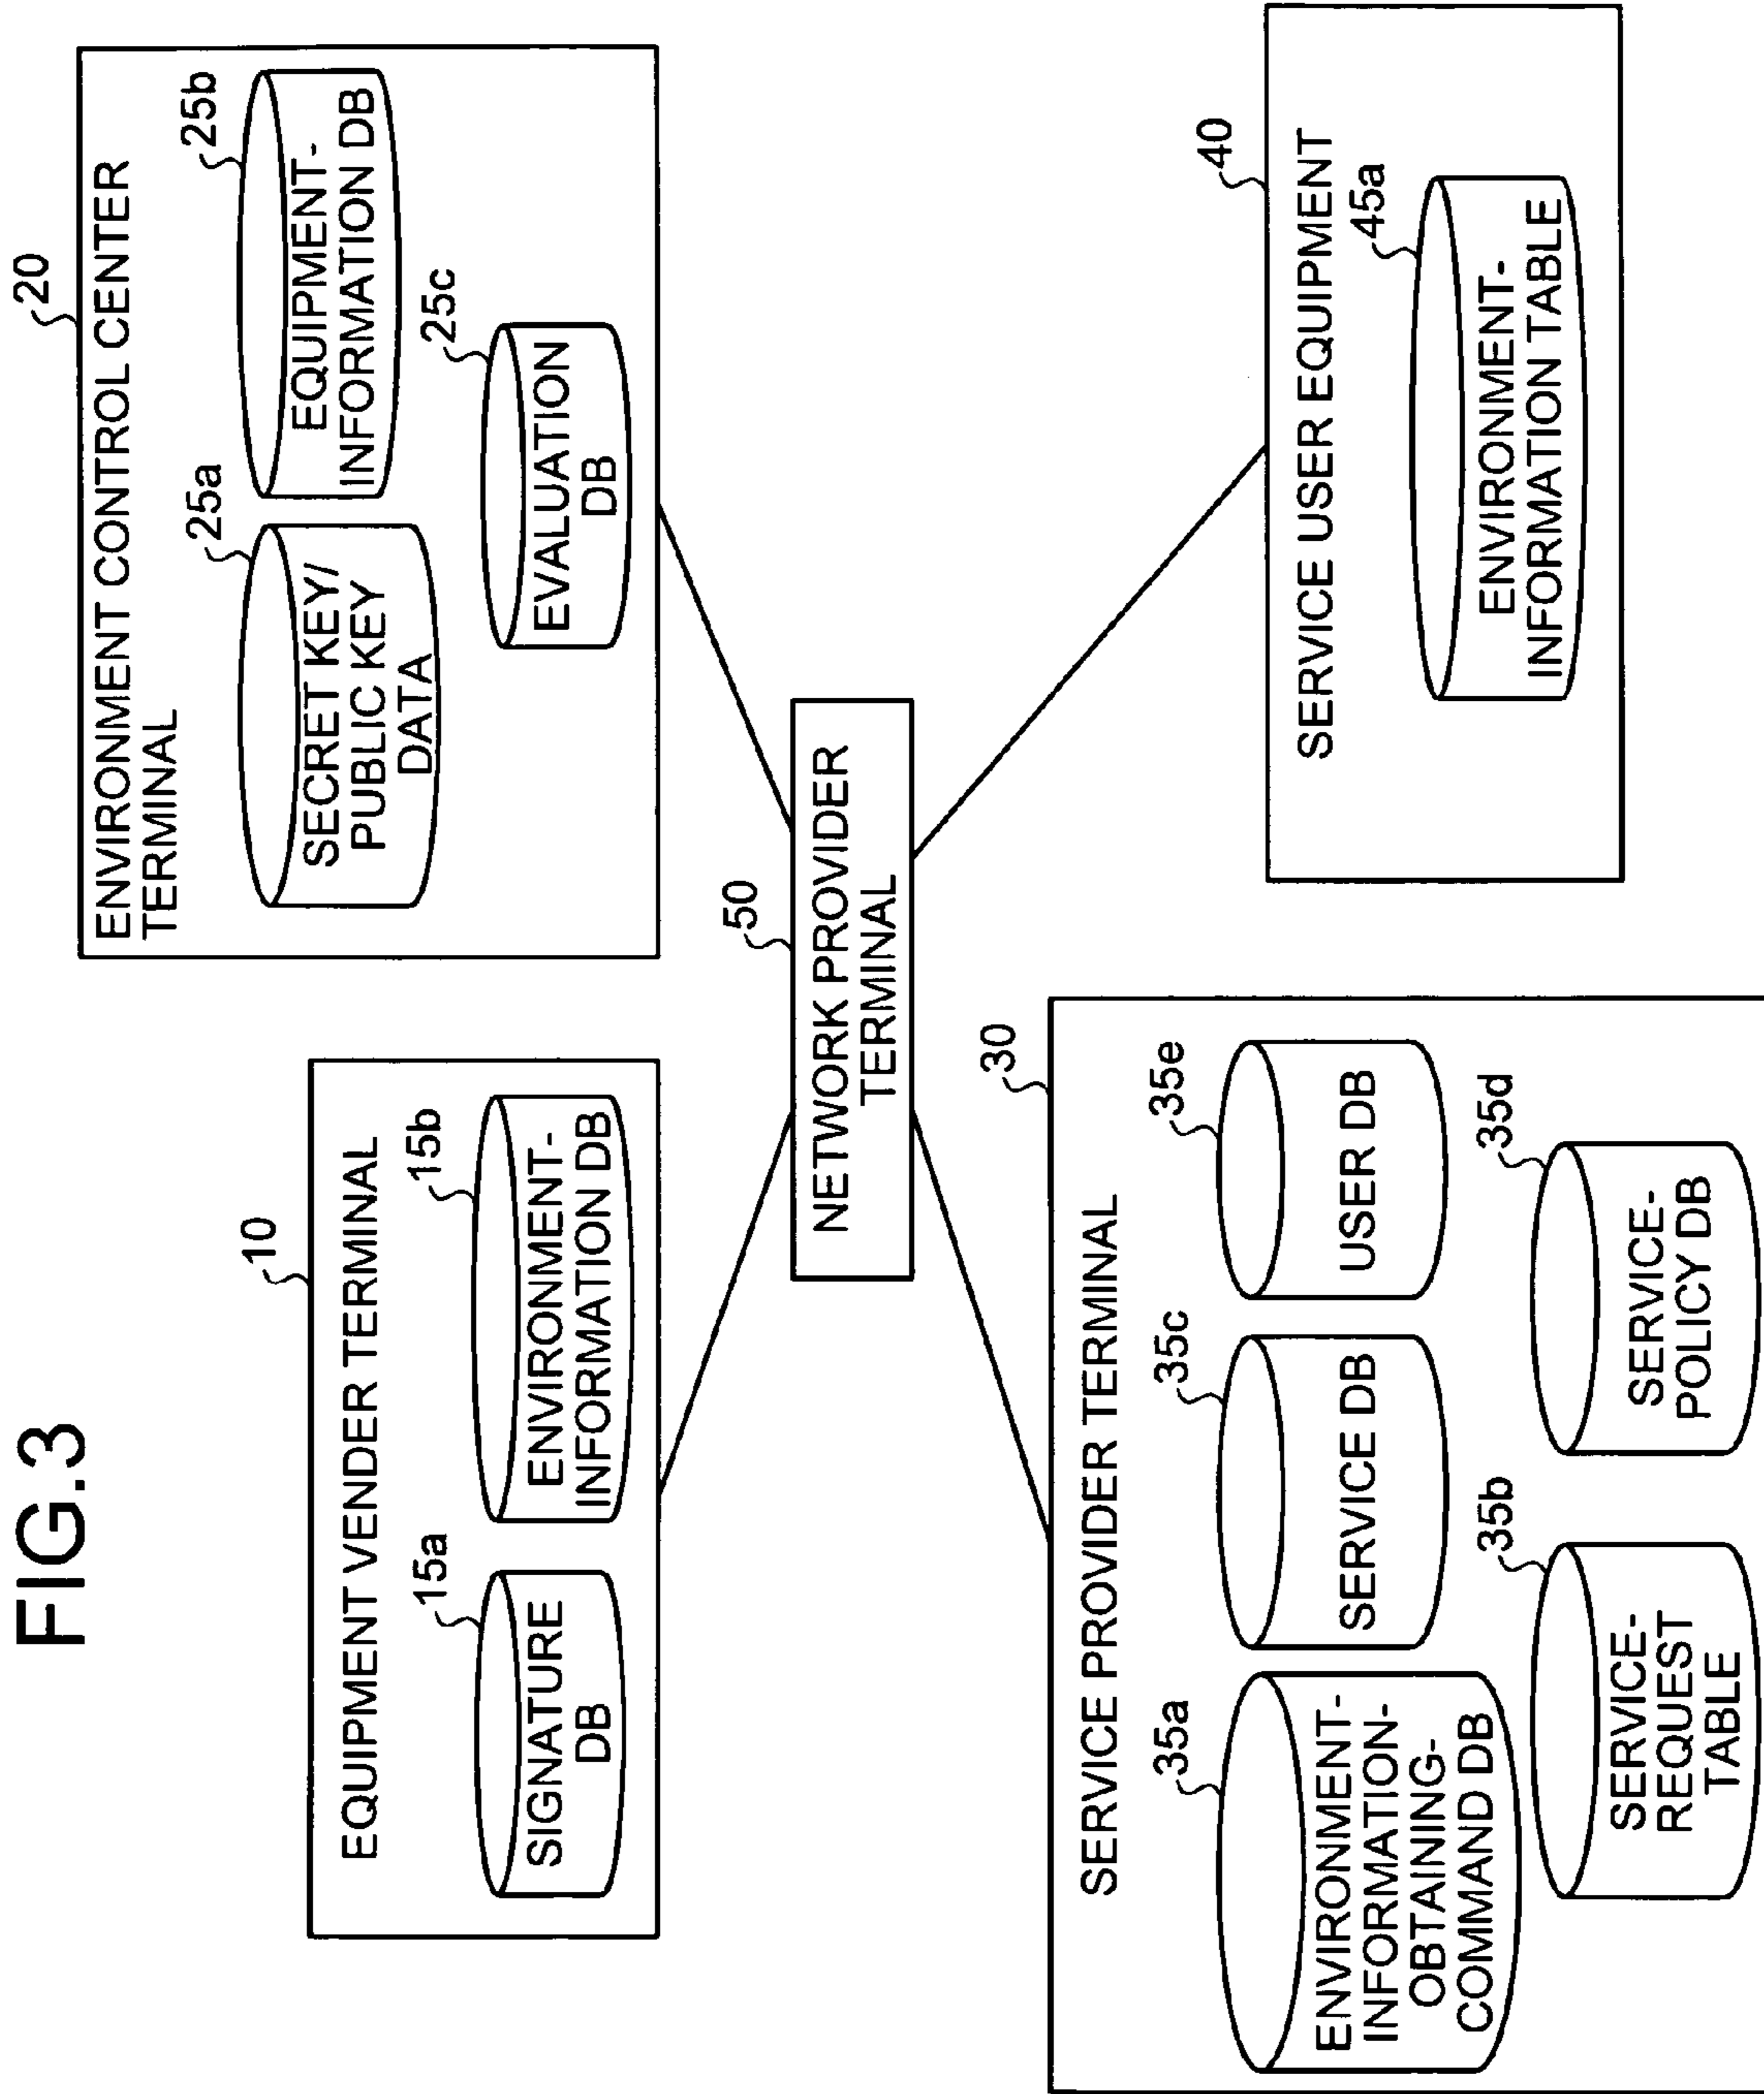 FIG.3
10
EQUIPMENT VENDER TERMINAL
15a
SIGNATURE
DB
15b
ENVIRONMENT-
INFORMATION DB
20
ENVIRONMENT CONTROL CENTER
TERMINAL
25a
SECRET KEY/
PUBLIC KEY
DATA
25b
EQUIPMENT-
INFORMATION DB
25c
EVALUATION
DB
50
NETWORK PROVIDER
TERMINAL
30
SERVICE PROVIDER TERMINAL
35a
ENVIRONMENT-
INFORMATION-
OBTAINING-
COMMAND DB
35c
SERVICE DB
35e
USER DB
35b
SERVICE-
REQUEST
TABLE
35d
SERVICE-
POLICY DB
40
SERVICE USER EQUIPMENT
45a
ENVIRONMENT-
INFORMATION TABLE